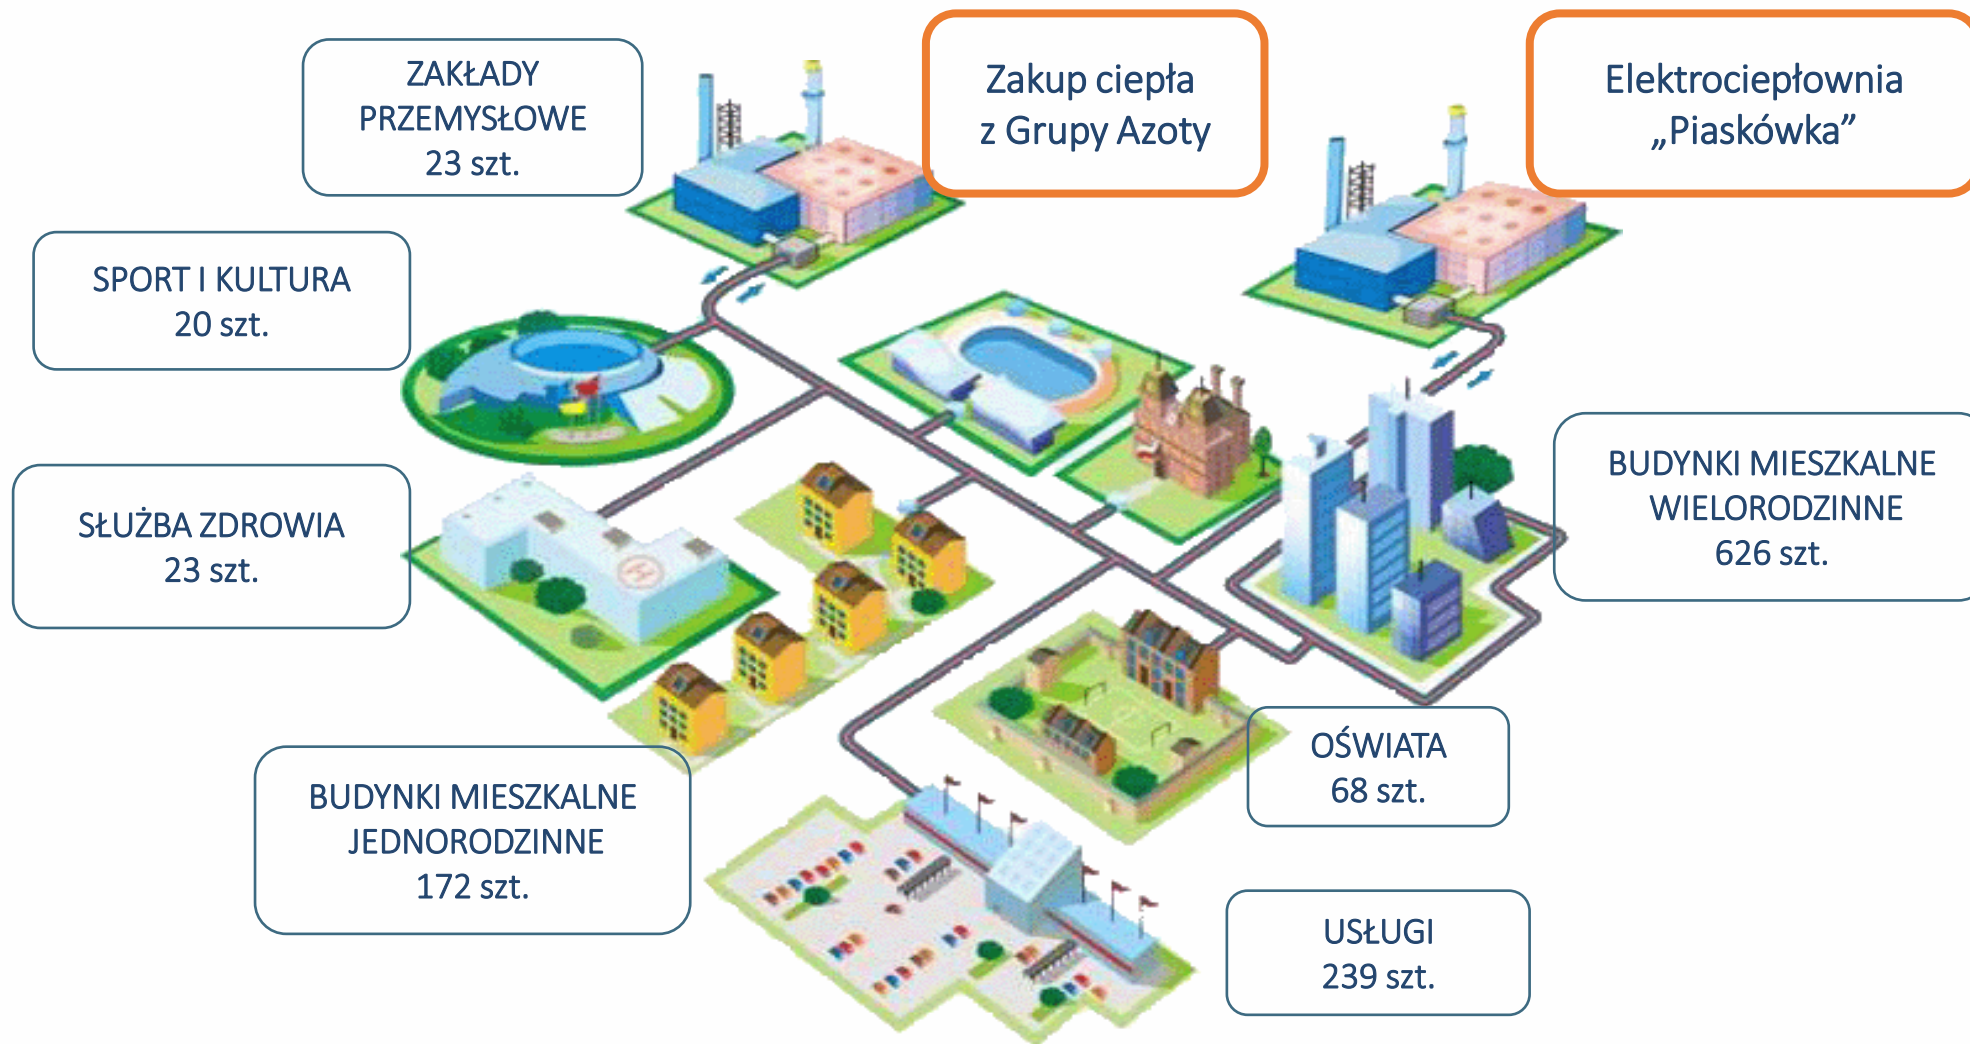 ZAKŁADY
PRZEMYSŁOWE
23 szt.
Zakup ciepła
z Grupy Azoty
Elektrociepłownia
„Piaskówka”
SPORT I KULTURA
20 szt.
SŁUŻBA ZDROWIA
23 szt.
BUDYNKI MIESZKALNE
WIELORODZINNE
626 szt.
BUDYNKI MIESZKALNE
JEDNORODZINNE
172 szt.
OŚWIATA
68 szt.
USŁUGI
239 szt.